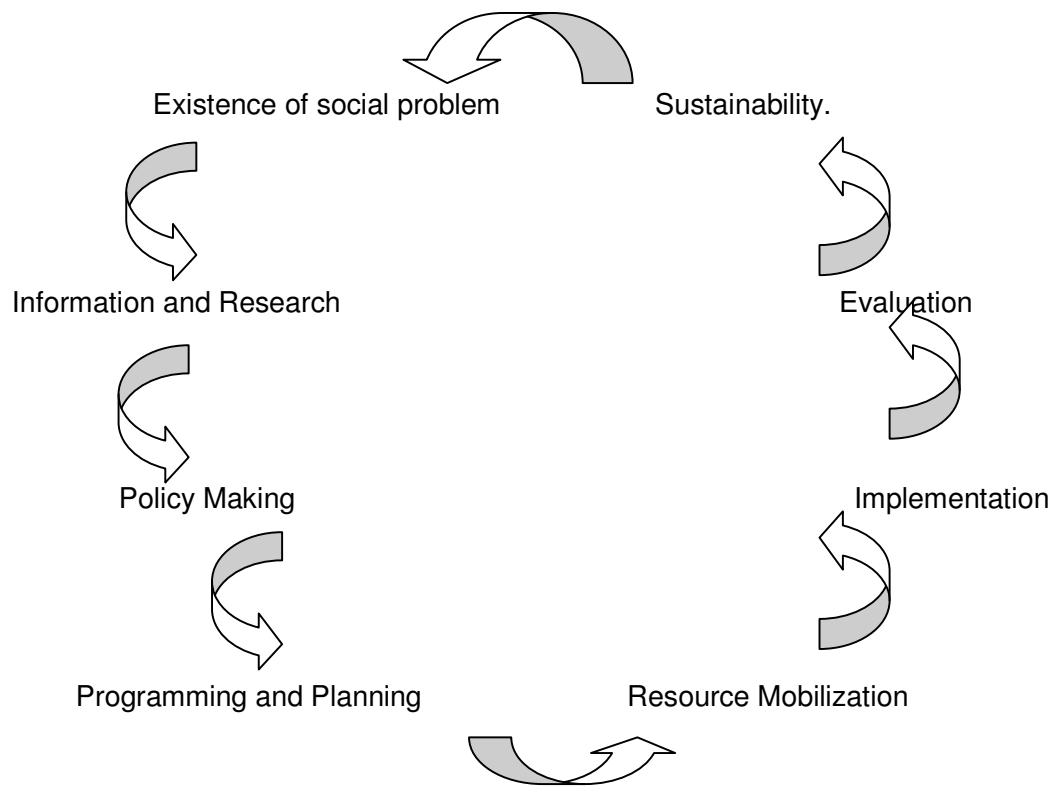 Existence of social problem
Sustainability.
Information and Research
Evaluation
Policy Making
Implementation
Programming and Planning
Resource Mobilization